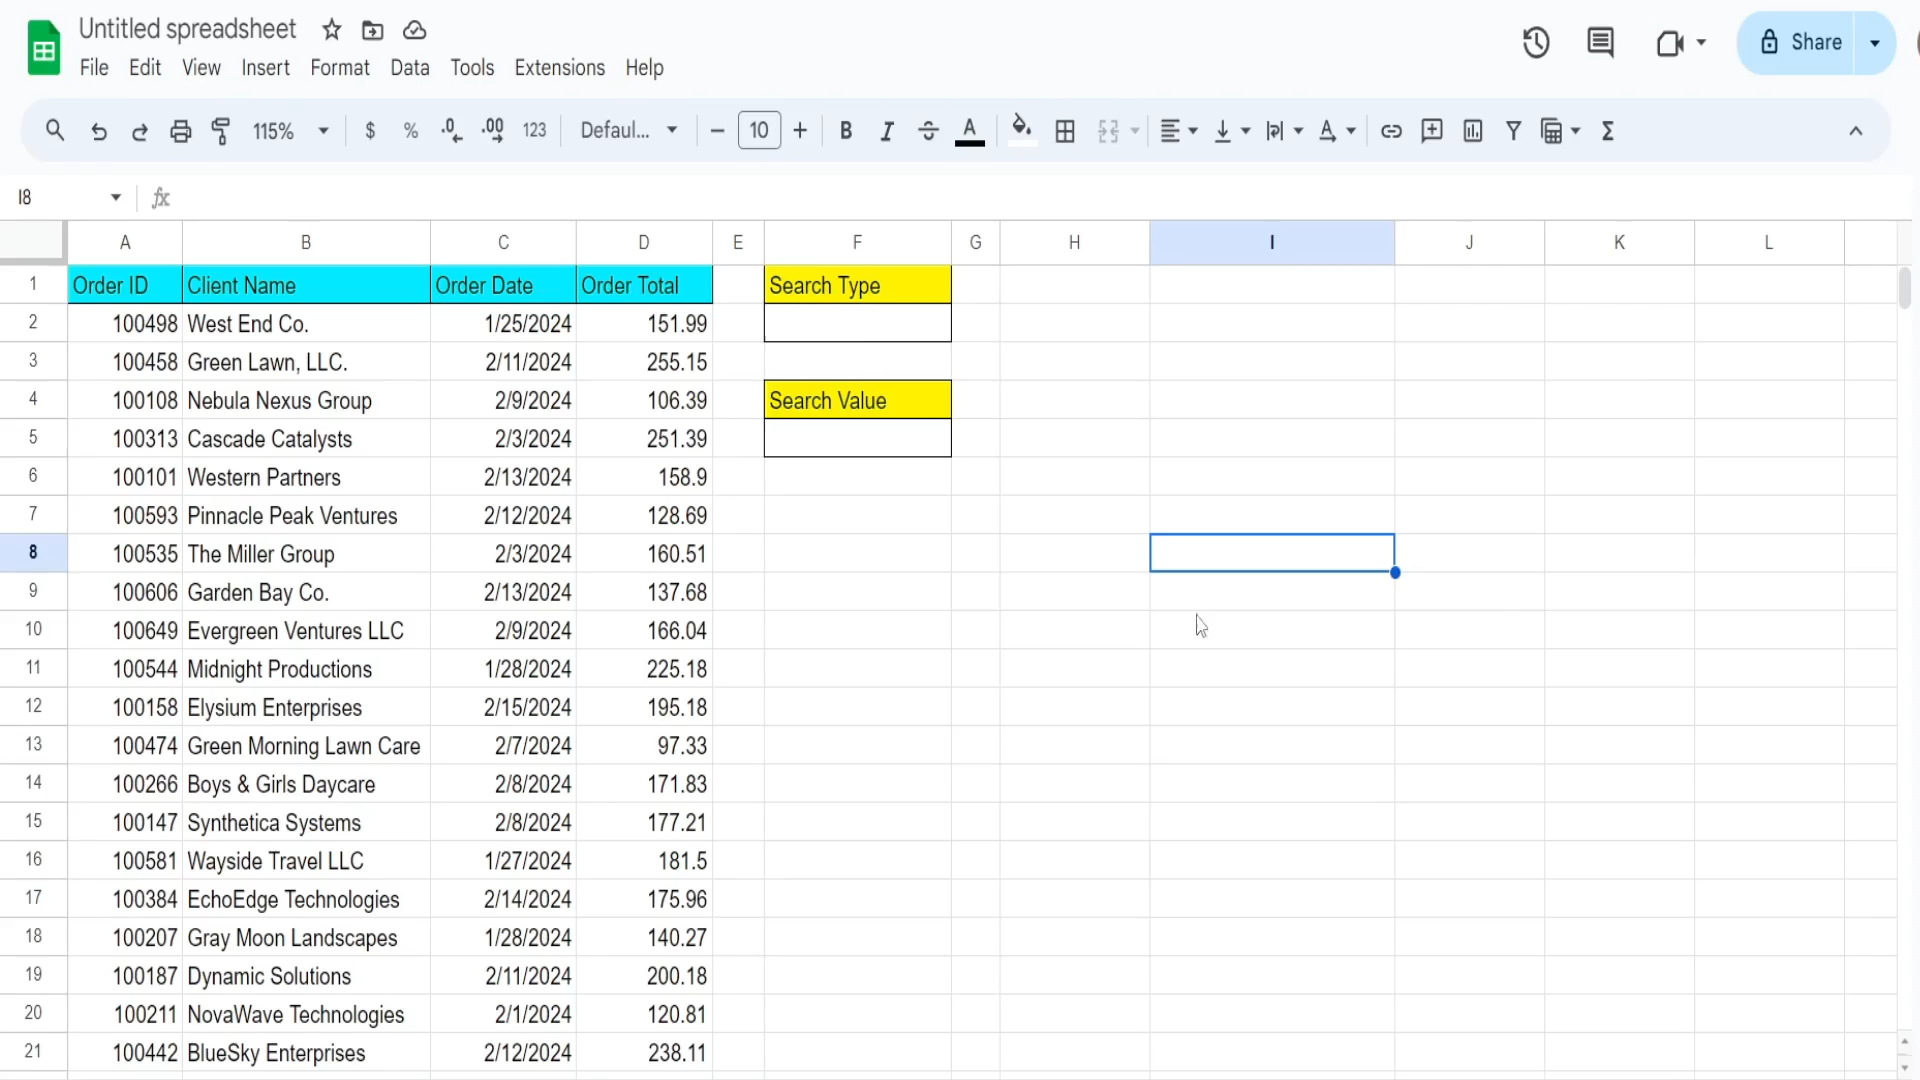 Untitled spreadsheet
File Edit View Insert Format Data Tools Extensions Help
Share
115% $ % .0 .00 123 Defaul... 10 B I A A Σ
I8 fx
A B C D E F G H I J K L
1 Order ID Client Name Order Date Order Total Search Type
2 100498 West End Co. 1/25/2024 151.99
3 100458 Green Lawn, LLC. 2/11/2024 255.15
4 100108 Nebula Nexus Group 2/9/2024 106.39 Search Value
5 100313 Cascade Catalysts 2/3/2024 251.39
6 100101 Western Partners 2/13/2024 158.9
7 100593 Pinnacle Peak Ventures 2/12/2024 128.69
8 100535 The Miller Group 2/3/2024 160.51
9 100606 Garden Bay Co. 2/13/2024 137.68
10 100649 Evergreen Ventures LLC 2/9/2024 166.04
11 100544 Midnight Productions 1/28/2024 225.18
12 100158 Elysium Enterprises 2/15/2024 195.18
13 100474 Green Morning Lawn Care 2/7/2024 97.33
14 100266 Boys & Girls Daycare 2/8/2024 171.83
15 100147 Synthetica Systems 2/8/2024 177.21
16 100581 Wayside Travel LLC 1/27/2024 181.5
17 100384 EchoEdge Technologies 2/14/2024 175.96
18 100207 Gray Moon Landscapes 1/28/2024 140.27
19 100187 Dynamic Solutions 2/11/2024 200.18
20 100211 NovaWave Technologies 2/1/2024 120.81
21 100442 BlueSky Enterprises 2/12/2024 238.11